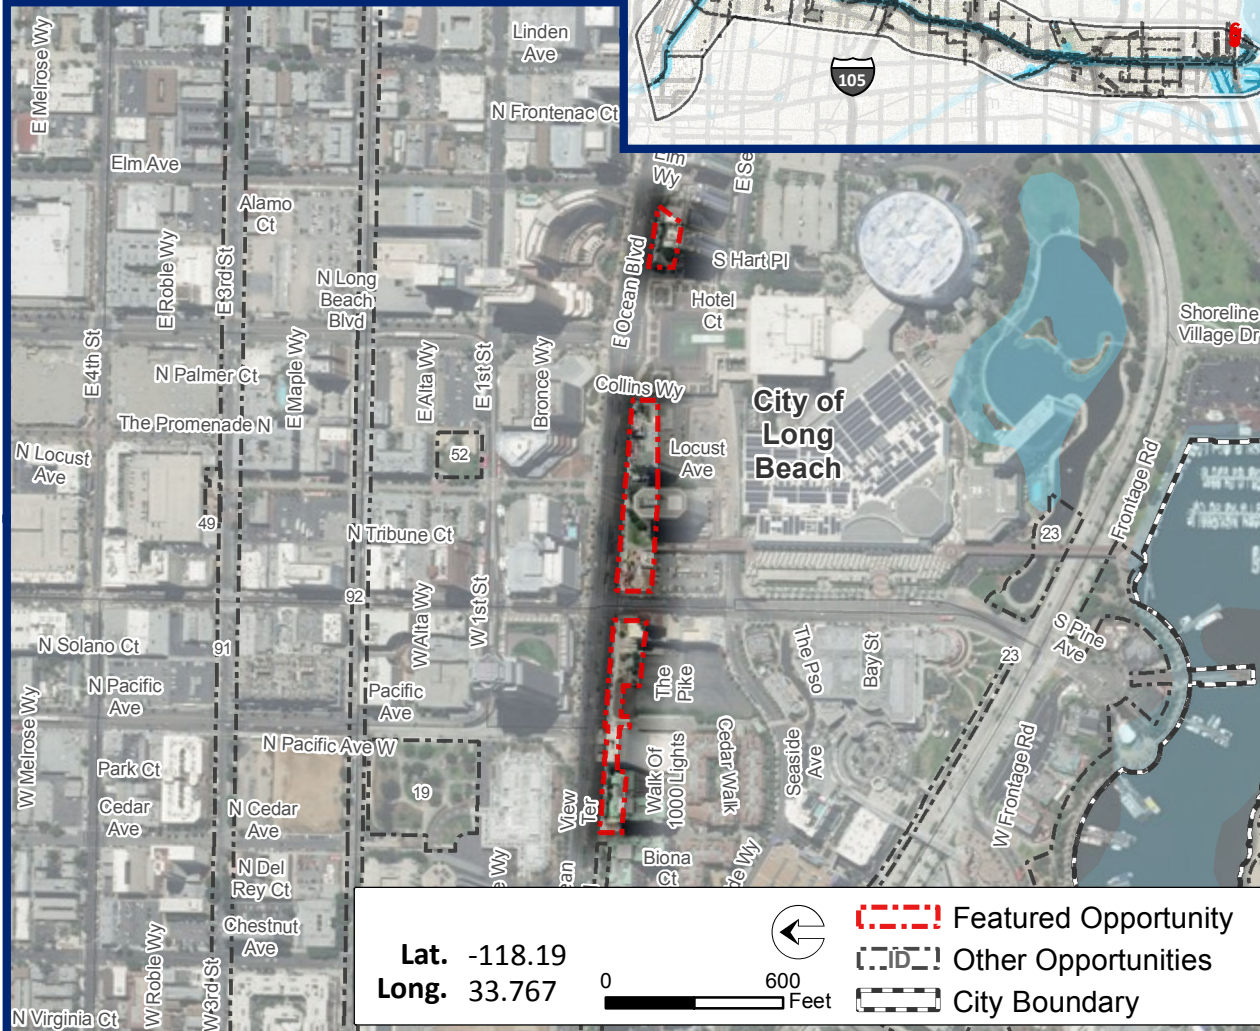 105
Linden
Ave
E Melrose Wy
N Frontenac Ct
Elm Ave
Wy
Alamo
Ct
E Roble Wy
E 3rd St
S Hart Pl
E Ocean Blvd
Hotel
Ct
N Long
Beach
Blvd
Shoreline
Village Dr
E 4th St
E Maple Wy
E Alta Wy
E 1st St
Bronce Wy
N Palmer Ct
Collins Wy
The Promenade N
City of
Long
Beach
N Locust
Ave
52
Locust
Ave
Frontage Rd
49
N Tribune Ct
23
92
W Alta Wy
W 1st St
N Solano Ct
91
The Pso
Bay St
S Pine
Ave
23
N Pacific
Ave
Pacific
Ave
The
Pike
W Melrose Wy
N Pacific Ave W
Park Ct
Cedar
Ave
N Cedar
Ave
19
View
Ter
Walk Of
1000 Lights
Cedar Walk
Seaside
Ave
W Frontage Rd
N Del
Rey Ct
Biona
Ct
Chestnut
Ave
W Roble Wy
W 3rd St
N Virginia Ct
Lat. -118.19
Long. 33.767
0 600
Feet
Featured Opportunity
ID Other Opportunities
City Boundary